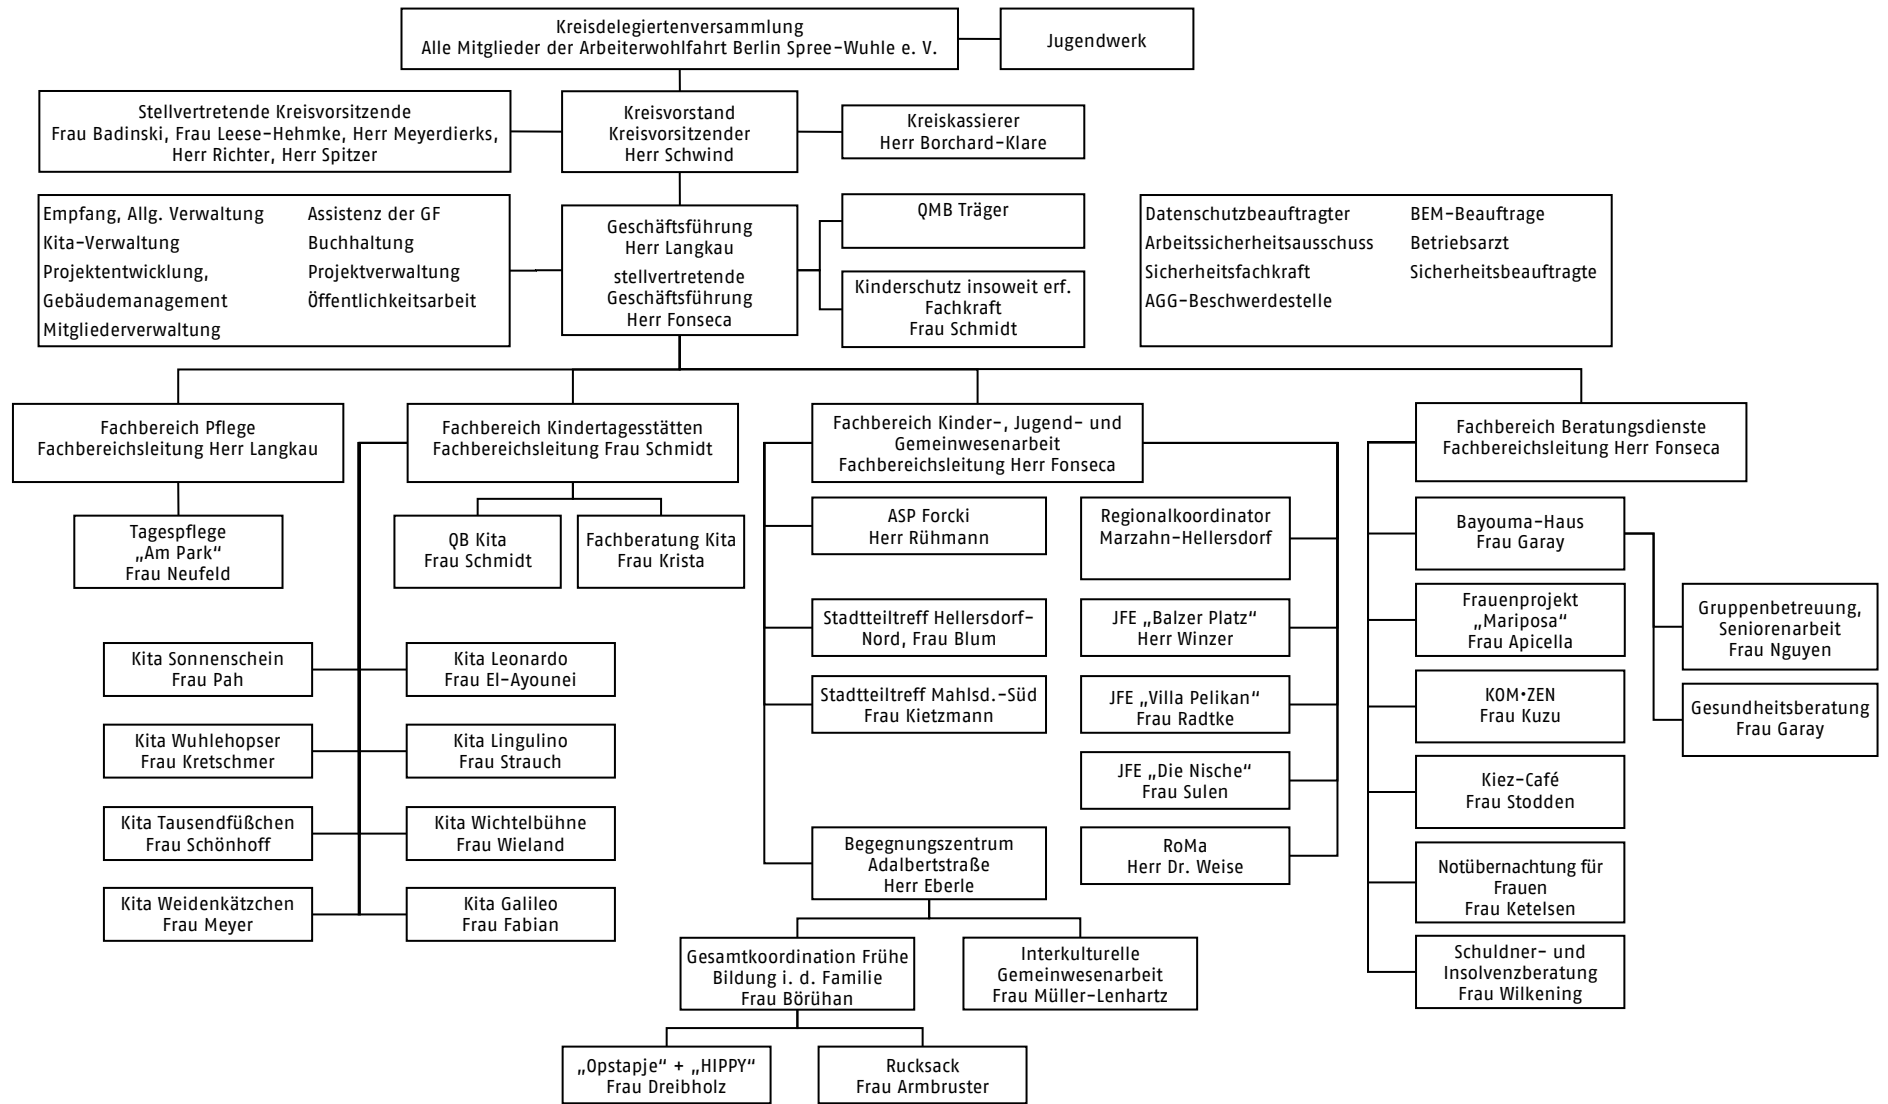 Kreisdelegiertenversammlung
Alle Mitglieder der Arbeiterwohlfahrt Berlin Spree-Wuhle e. V.
Jugendwerk
Stellvertretende Kreisvorsitzende
Frau Badinski, Frau Leese-Hehmke, Herr Meyerdierks,
Herr Richter, Herr Spitzer
Kreisvorstand
Kreisvorsitzender
Herr Schwind
Kreiskassierer
Herr Borchard-Klare
Empfang, Allg. Verwaltung
Kita-Verwaltung
Projektentwicklung,
Gebäudemanagement
Mitgliederverwaltung
Assistenz der GF
Buchhaltung
Projektverwaltung
Öffentlichkeitsarbeit
Geschäftsführung
Herr Langkau
stellvertretende
Geschäftsführung
Herr Fonseca
QMB Träger
Kinderschutz insoweit erf.
Fachkraft
Frau Schmidt
Datenschutzbeauftragter
Arbeitssicherheitsausschuss
Sicherheitsfachkraft
AGG-Beschwerdestelle
BEM-Beauftrage
Betriebsarzt
Sicherheitsbeauftragte
Fachbereich Pflege
Fachbereichsleitung Herr Langkau
Tagespflege
„Am Park“
Frau Neufeld
Fachbereich Kindertagesstätten
Fachbereichsleitung Frau Schmidt
QB Kita
Frau Schmidt
Fachberatung Kita
Frau Krista
Kita Sonnenschein
Frau Pah
Kita Leonardo
Frau El-Ayounei
Kita Wuhlehopser
Frau Kretschmer
Kita Lingulino
Frau Strauch
Kita Tausendfüßchen
Frau Schönhoff
Kita Wichtelbühne
Frau Wieland
Kita Weidenkätzchen
Frau Meyer
Kita Galileo
Frau Fabian
Fachbereich Kinder-, Jugend- und
Gemeinwesenarbeit
Fachbereichsleitung Herr Fonseca
ASP Forcki
Herr Rühmann
Regionalkoordinator
Marzahn-Hellersdorf
Stadtteiltreff Hellersdorf-
Nord, Frau Blum
JFE „Balzer Platz“
Herr Winzer
Stadtteiltreff Mahlsd.-Süd
Frau Kietzmann
JFE „Villa Pelikan“
Frau Radtke
JFE „Die Nische“
Frau Sulen
Begegnungszentrum
Adalbertstraße
Herr Eberle
RoMa
Herr Dr. Weise
Gesamtkoordination Frühe
Bildung i. d. Familie
Frau Börühan
Interkulturelle
Gemeinwesenarbeit
Frau Müller-Lenhartz
„Opstapje“ + „HIPPY“
Frau Dreibholz
Rucksack
Frau Armbruster
Fachbereich Beratungsdienste
Fachbereichsleitung Herr Fonseca
Bayouma-Haus
Frau Garay
Frauenprojekt
„Mariposa“
Frau Apicella
Gruppenbetreuung,
Seniorenarbeit
Frau Nguyen
KOM•ZEN
Frau Kuzu
Gesundheitsberatung
Frau Garay
Kiez-Café
Frau Stodden
Notübernachtung für
Frauen
Frau Ketelsen
Schuldner- und
Insolvenzberatung
Frau Wilkening